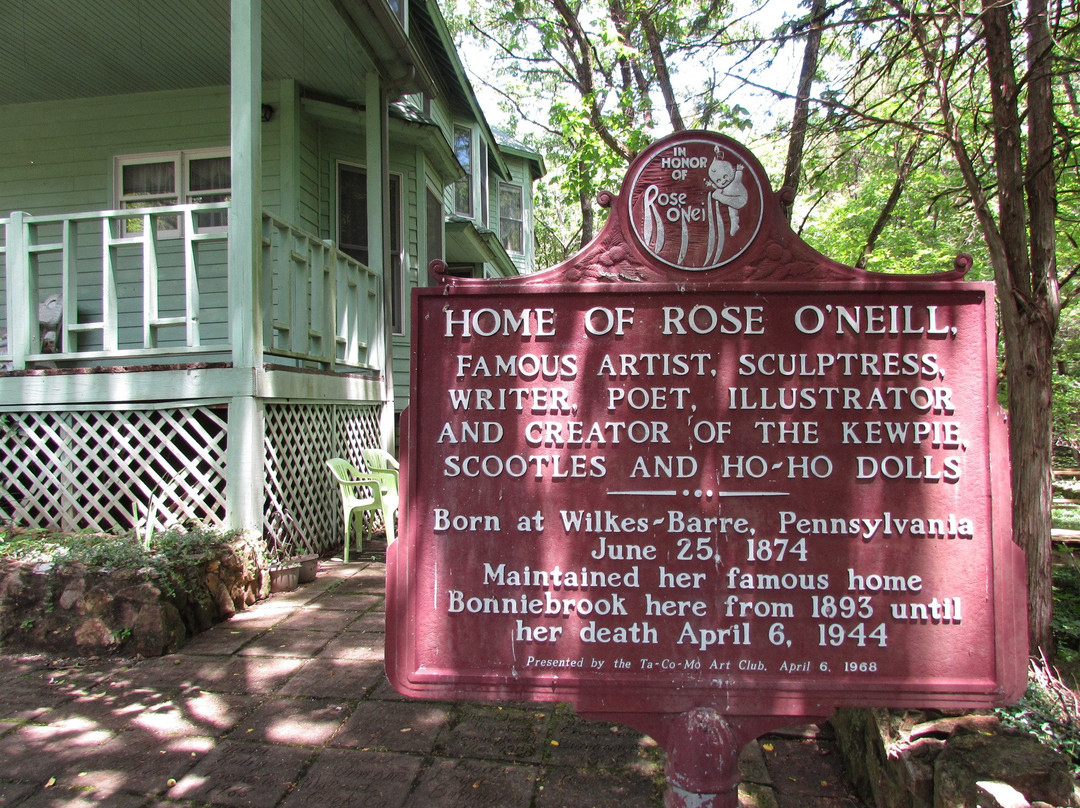 IN
HONOR
OF
Rose
O'Neill
HOME OF ROSE O'NEILL,
FAMOUS ARTIST, SCULPTRESS,
WRITER, POET, ILLUSTRATOR
AND CREATOR OF THE KEWPIE,
SCOOTLES AND HO-HO DOLLS
Born at Wilkes-Barre, Pennsylvania
June 25, 1874
Maintained her famous home
Bonniebrook here from 1893 until
her death April 6, 1944
Presented by the Ta-Co-Mo Art Club, April 6, 1968